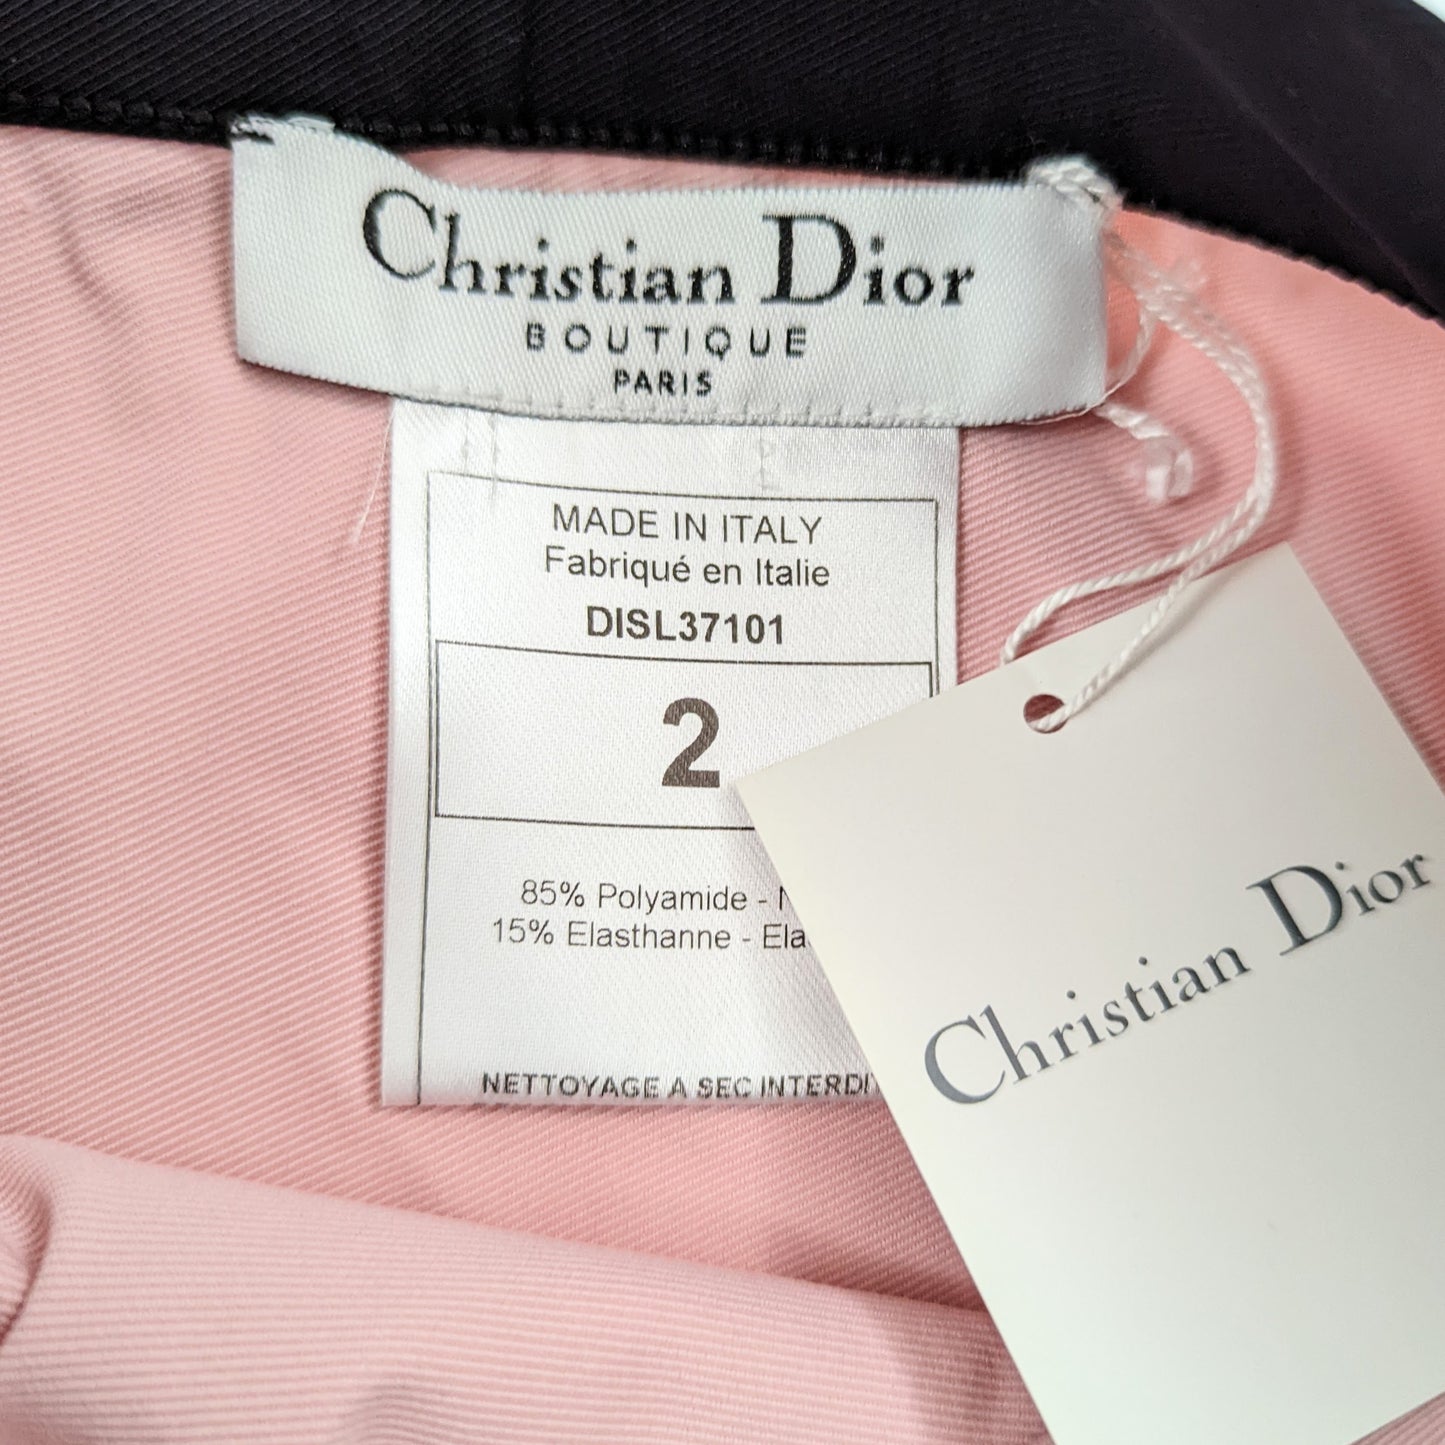 Christian Dior
BOUTIQUE
PARIS
MADE IN ITALY
Fabriqué en Italie
DISL37101
2
85% Polyamide -
15% Elasthanne - Ela
NETTOYAGE A SEC INTERDI
Christian Dior